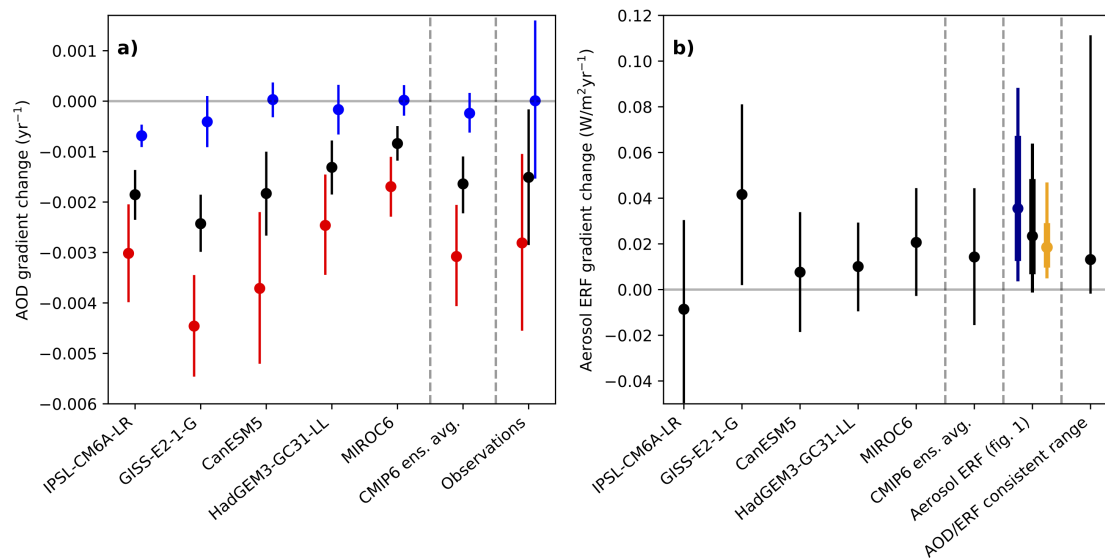 a)
AOD gradient change (yr⁻¹)
0.001
0.000
−0.001
−0.002
−0.003
−0.004
−0.005
−0.006
IPSL-CM6A-LR
GISS-E2-1-G
CanESM5
HadGEM3-GC31-LL
MIROC6
CMIP6 ens. avg.
Observations
b)
Aerosol ERF gradient change (W/m²yr⁻¹)
0.12
0.10
0.08
0.06
0.04
0.02
0.00
−0.02
−0.04
IPSL-CM6A-LR
GISS-E2-1-G
CanESM5
HadGEM3-GC31-LL
MIROC6
CMIP6 ens. avg.
Aerosol ERF (fig. 1)
AOD/ERF consistent range